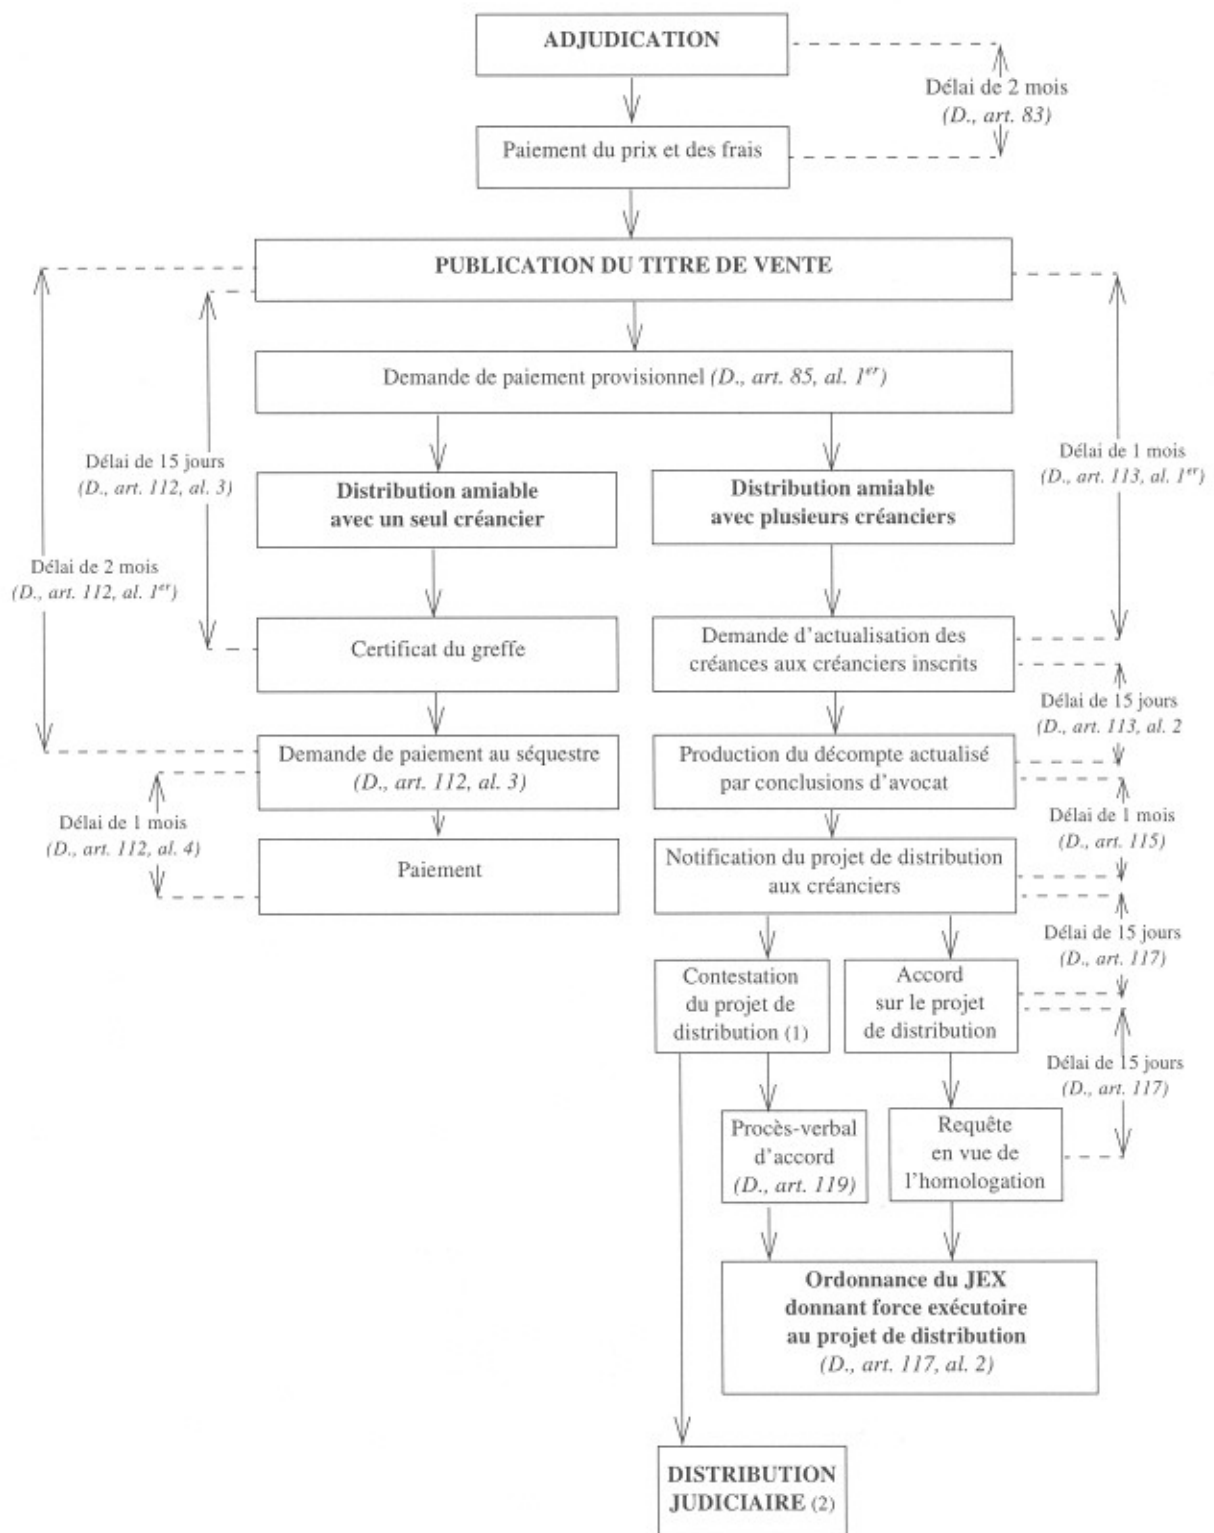 ADJUDICATION
Délai de 2 mois
(D., art. 83)
Paiement du prix et des frais
PUBLICATION DU TITRE DE VENTE
Demande de paiement provisionnel (D., art. 85, al. 1er)
Délai de 15 jours
(D., art. 112, al. 3)
Délai de 2 mois
(D., art. 112, al. 1er)
Distribution amiable
avec un seul créancier
Distribution amiable
avec plusieurs créanciers
Délai de 1 mois
(D., art. 113, al. 1er)
Certificat du greffe
Demande d'actualisation des
créances aux créanciers inscrits
Délai de 15 jours
(D., art. 113, al. 2
Demande de paiement au séquestre
(D., art. 112, al. 3)
Production du décompte actualisé
par conclusions d'avocat
Délai de 1 mois
(D., art. 112, al. 4)
Délai de 1 mois
(D., art. 115)
Paiement
Notification du projet de distribution
aux créanciers
Délai de 15 jours
(D., art. 117)
Contestation
du projet de
distribution (1)
Accord
sur le projet
de distribution
Délai de 15 jours
(D., art. 117)
Procès-verbal
d'accord
(D., art. 119)
Requête
en vue de
l'homologation
Ordonnance du JEX
donnant force exécutoire
au projet de distribution
(D., art. 117, al. 2)
DISTRIBUTION
JUDICIAIRE (2)